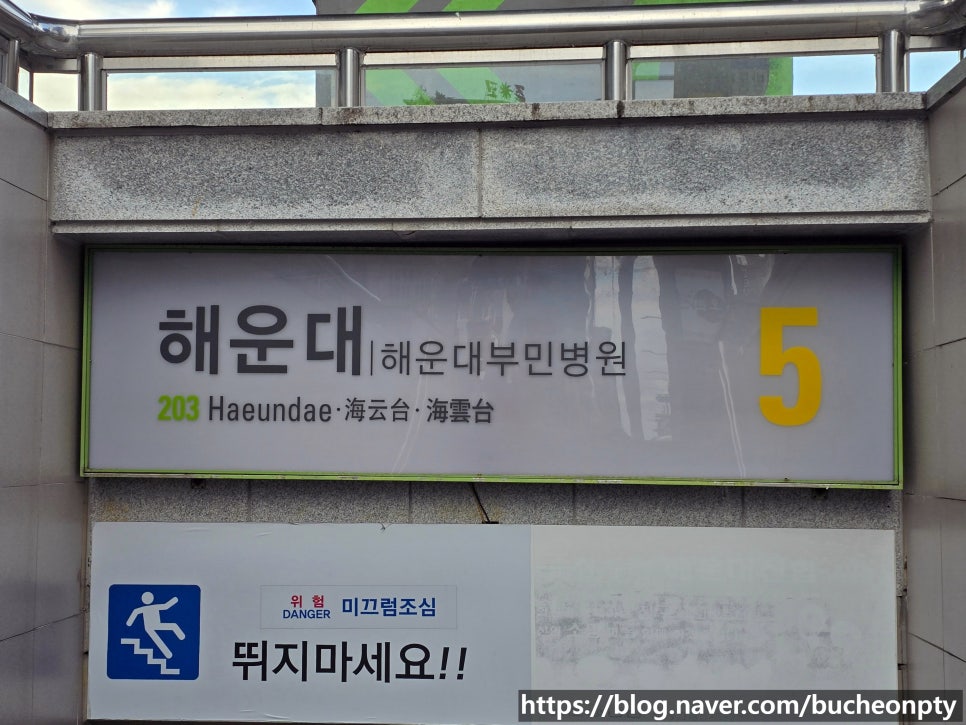 해운대|해운대부민병원
203 Haeundae·海云台·海雲台
5
위 험
DANGER
미끄럼조심
뛰지마세요!!
https://blog.naver.com/bucheonpty